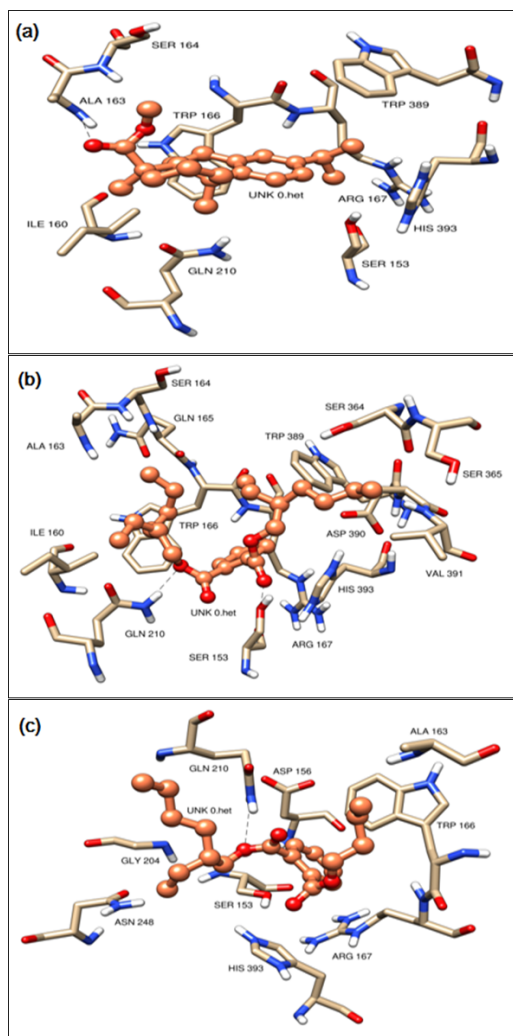 (a)
SER 164
ALA 163
TRP 166
TRP 389
UNK 0.het
ARG 167
ILE 160
HIS 393
SER 153
GLN 210
(b)
SER 164
SER 364
GLN 165
ALA 163
TRP 389
SER 365
TRP 166
ASP 390
ILE 160
VAL 391
HIS 393
UNK 0.het
GLN 210
ARG 167
SER 153
(c)
ALA 163
GLN 210
ASP 156
UNK 0.het
TRP 166
GLY 204
SER 153
ASN 248
ARG 167
HIS 393